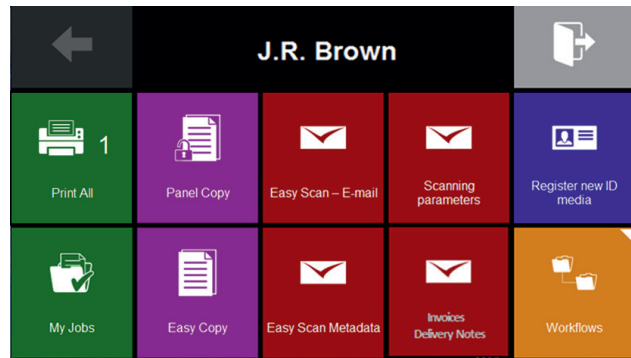 J.R. Brown
1
Print All
Panel Copy
Easy Scan – E-mail
Scanning
parameters
Register new ID
media
My Jobs
Easy Copy
Easy Scan Metadata
Invoices
Delivery Notes
Workflows